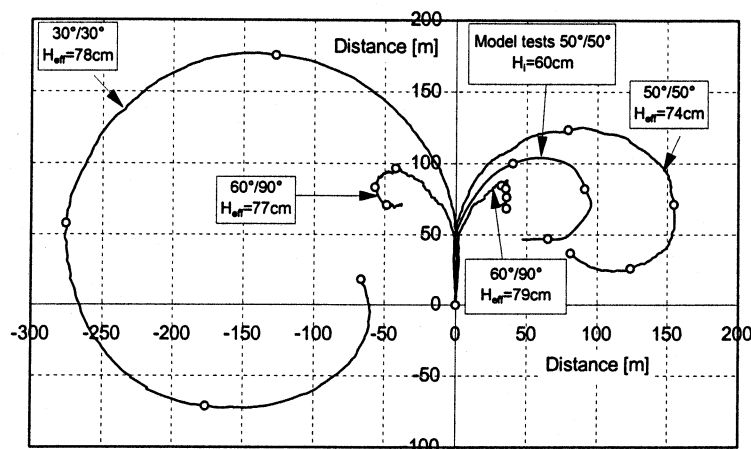 200
30°/30°
Heff=78cm
Distance [m]
Model tests 50°/50°
Hi=60cm
150
50°/50°
Heff=74cm
100
60°/90°
Heff=77cm
50
60°/90°
Heff=79cm
0
-300 -250 -200 -150 -100 -50 0 50 100 150 200
Distance [m]
-50
-100